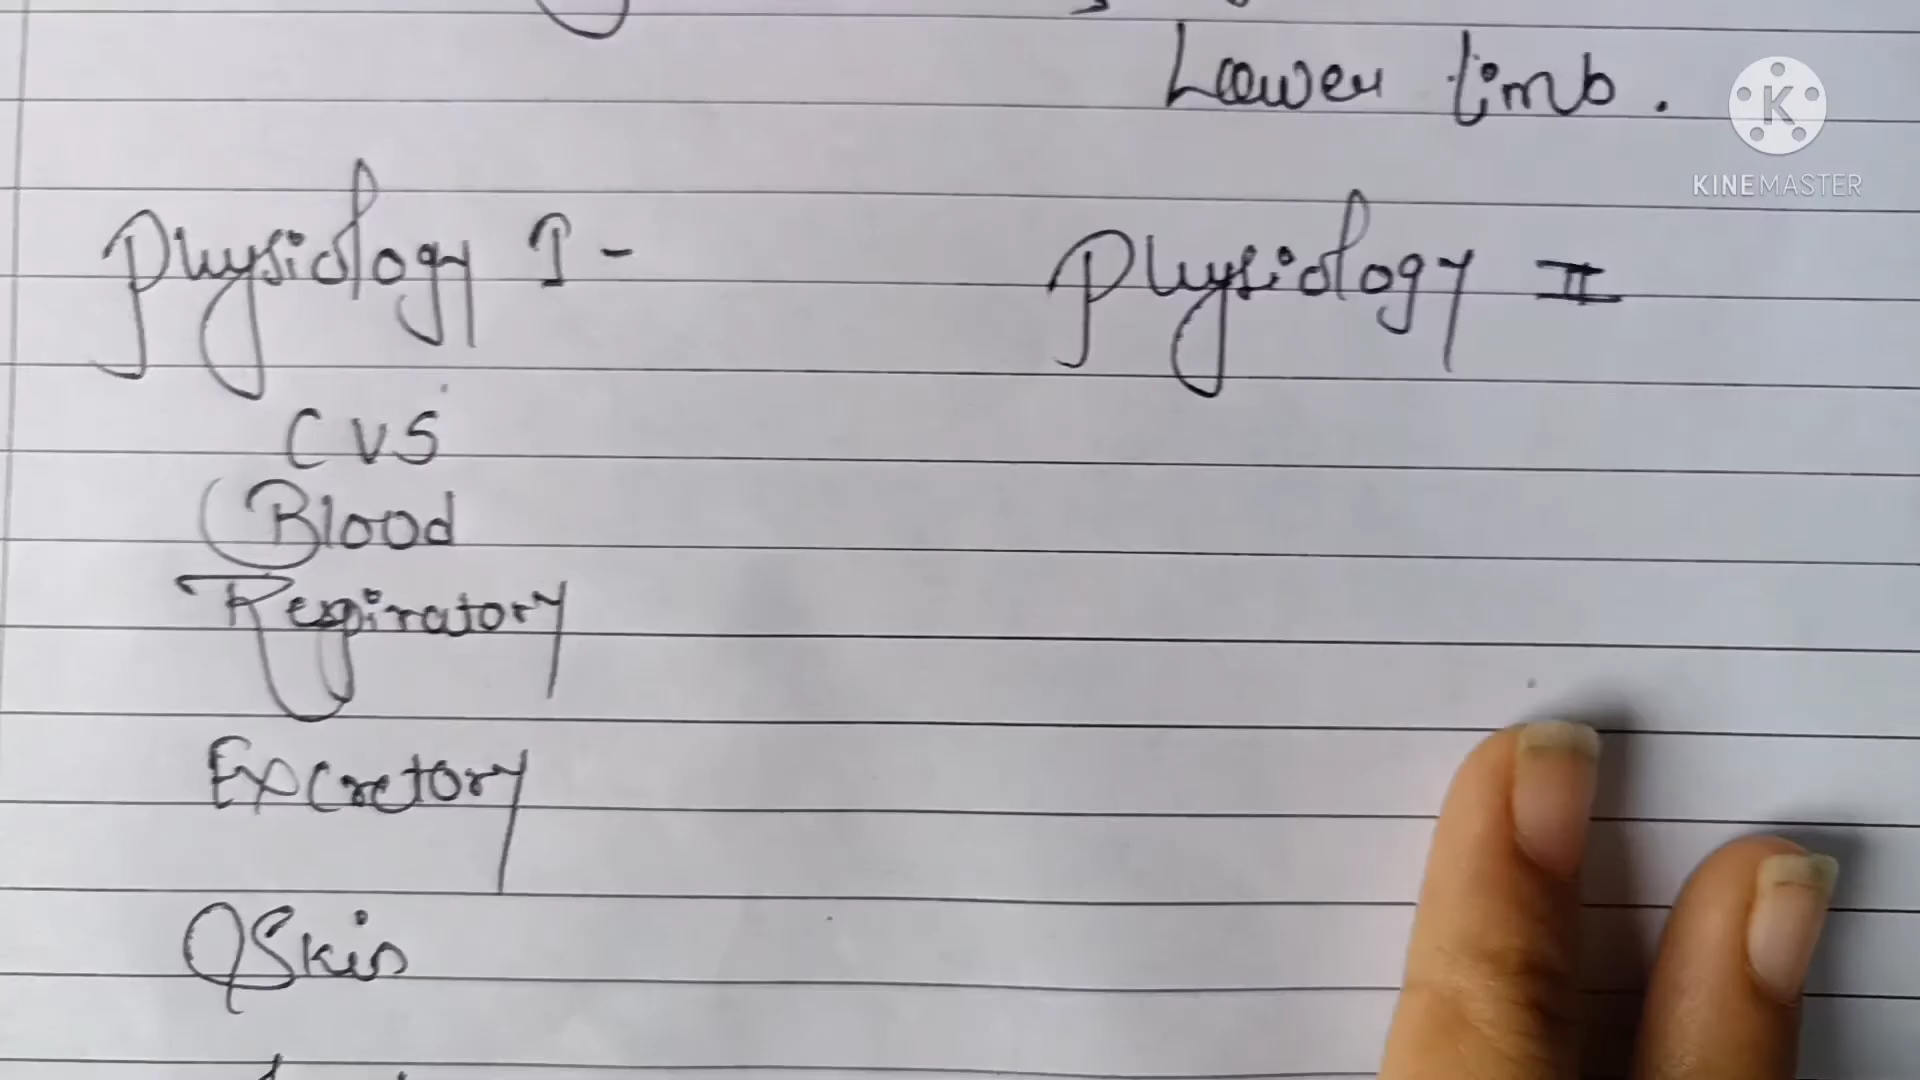 Lower limb.
K
KINEMASTER
Physiology I - Physiology II
CVS
Blood
Respiratory
Excretory
Skin